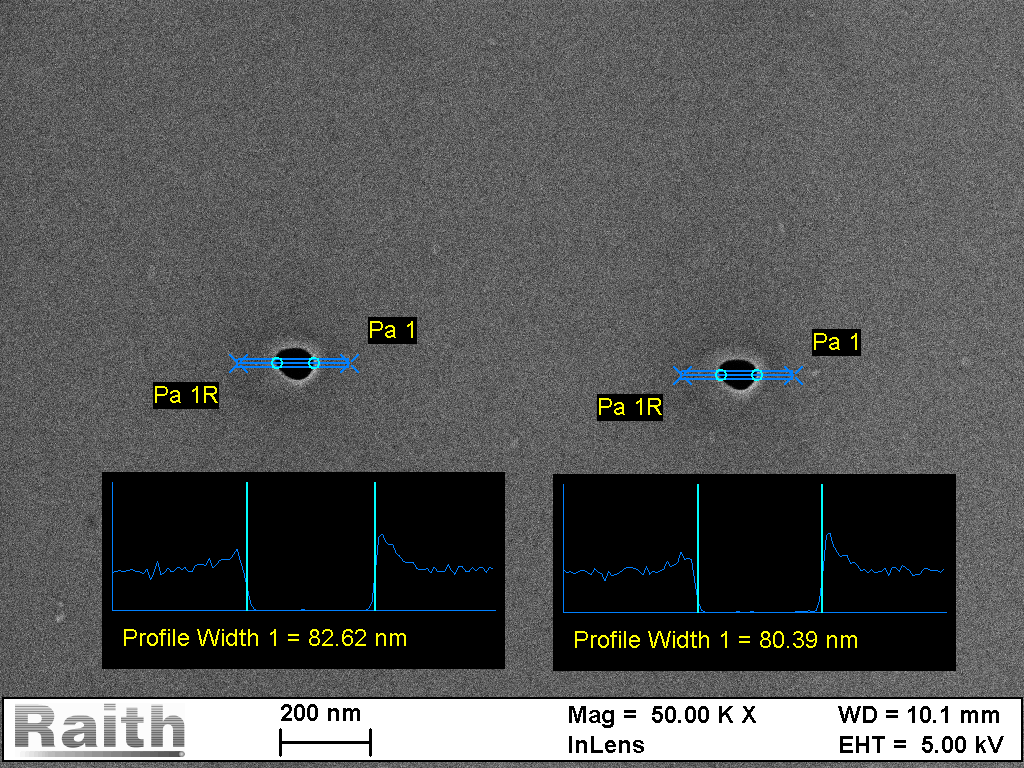 Pa 1
Pa 1
Pa 1R
Pa 1R
Profile Width 1 = 82.62 nm
Profile Width 1 = 80.39 nm
Raith
200 nm
Mag = 50.00 K X
WD = 10.1 mm
InLens
EHT = 5.00 kV